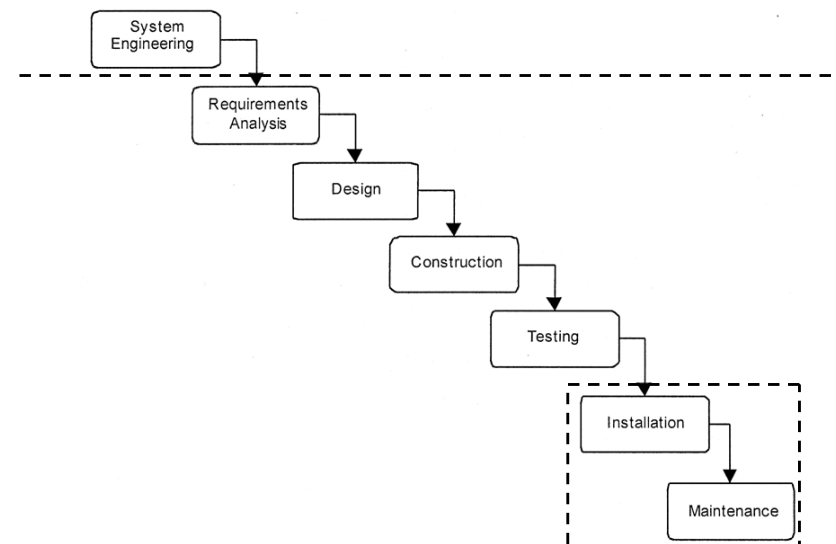 System
Engineering
Requirements
Analysis
Design
Construction
Testing
Installation
Maintenance